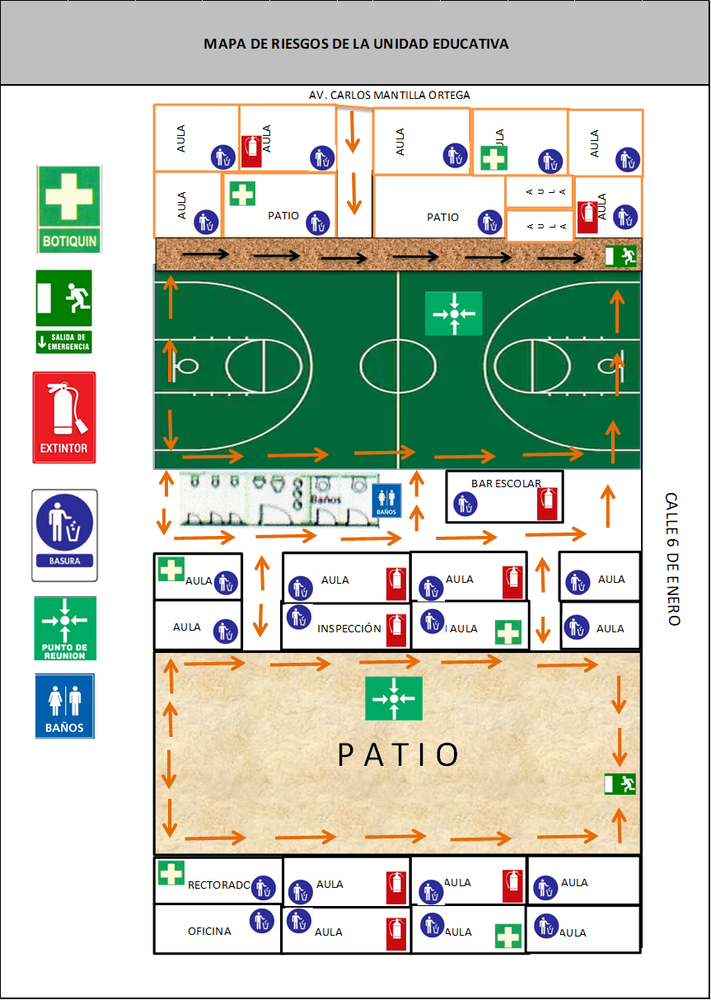 MAPA DE RIESGOS DE LA UNIDAD EDUCATIVA
AV. CARLOS MANTILLA ORTEGA
AULA
AULA
AULA
AULA
AULA
AULA
PATIO
PATIO
A U L A
A U L A
AULA
BOTIQUIN
SALIDA DE
EMERGENCIA
EXTINTOR
BASURA
PUNTO DE
REUNION
BAÑOS
Baños
BAÑOS
BAR ESCOLAR
CALLE 6 DE ENERO
AULA
AULA
AULA
AULA
AULA
INSPECCIÓN
AULA
AULA
PATIO
RECTORADO
AULA
AULA
AULA
OFICINA
AULA
AULA
AULA